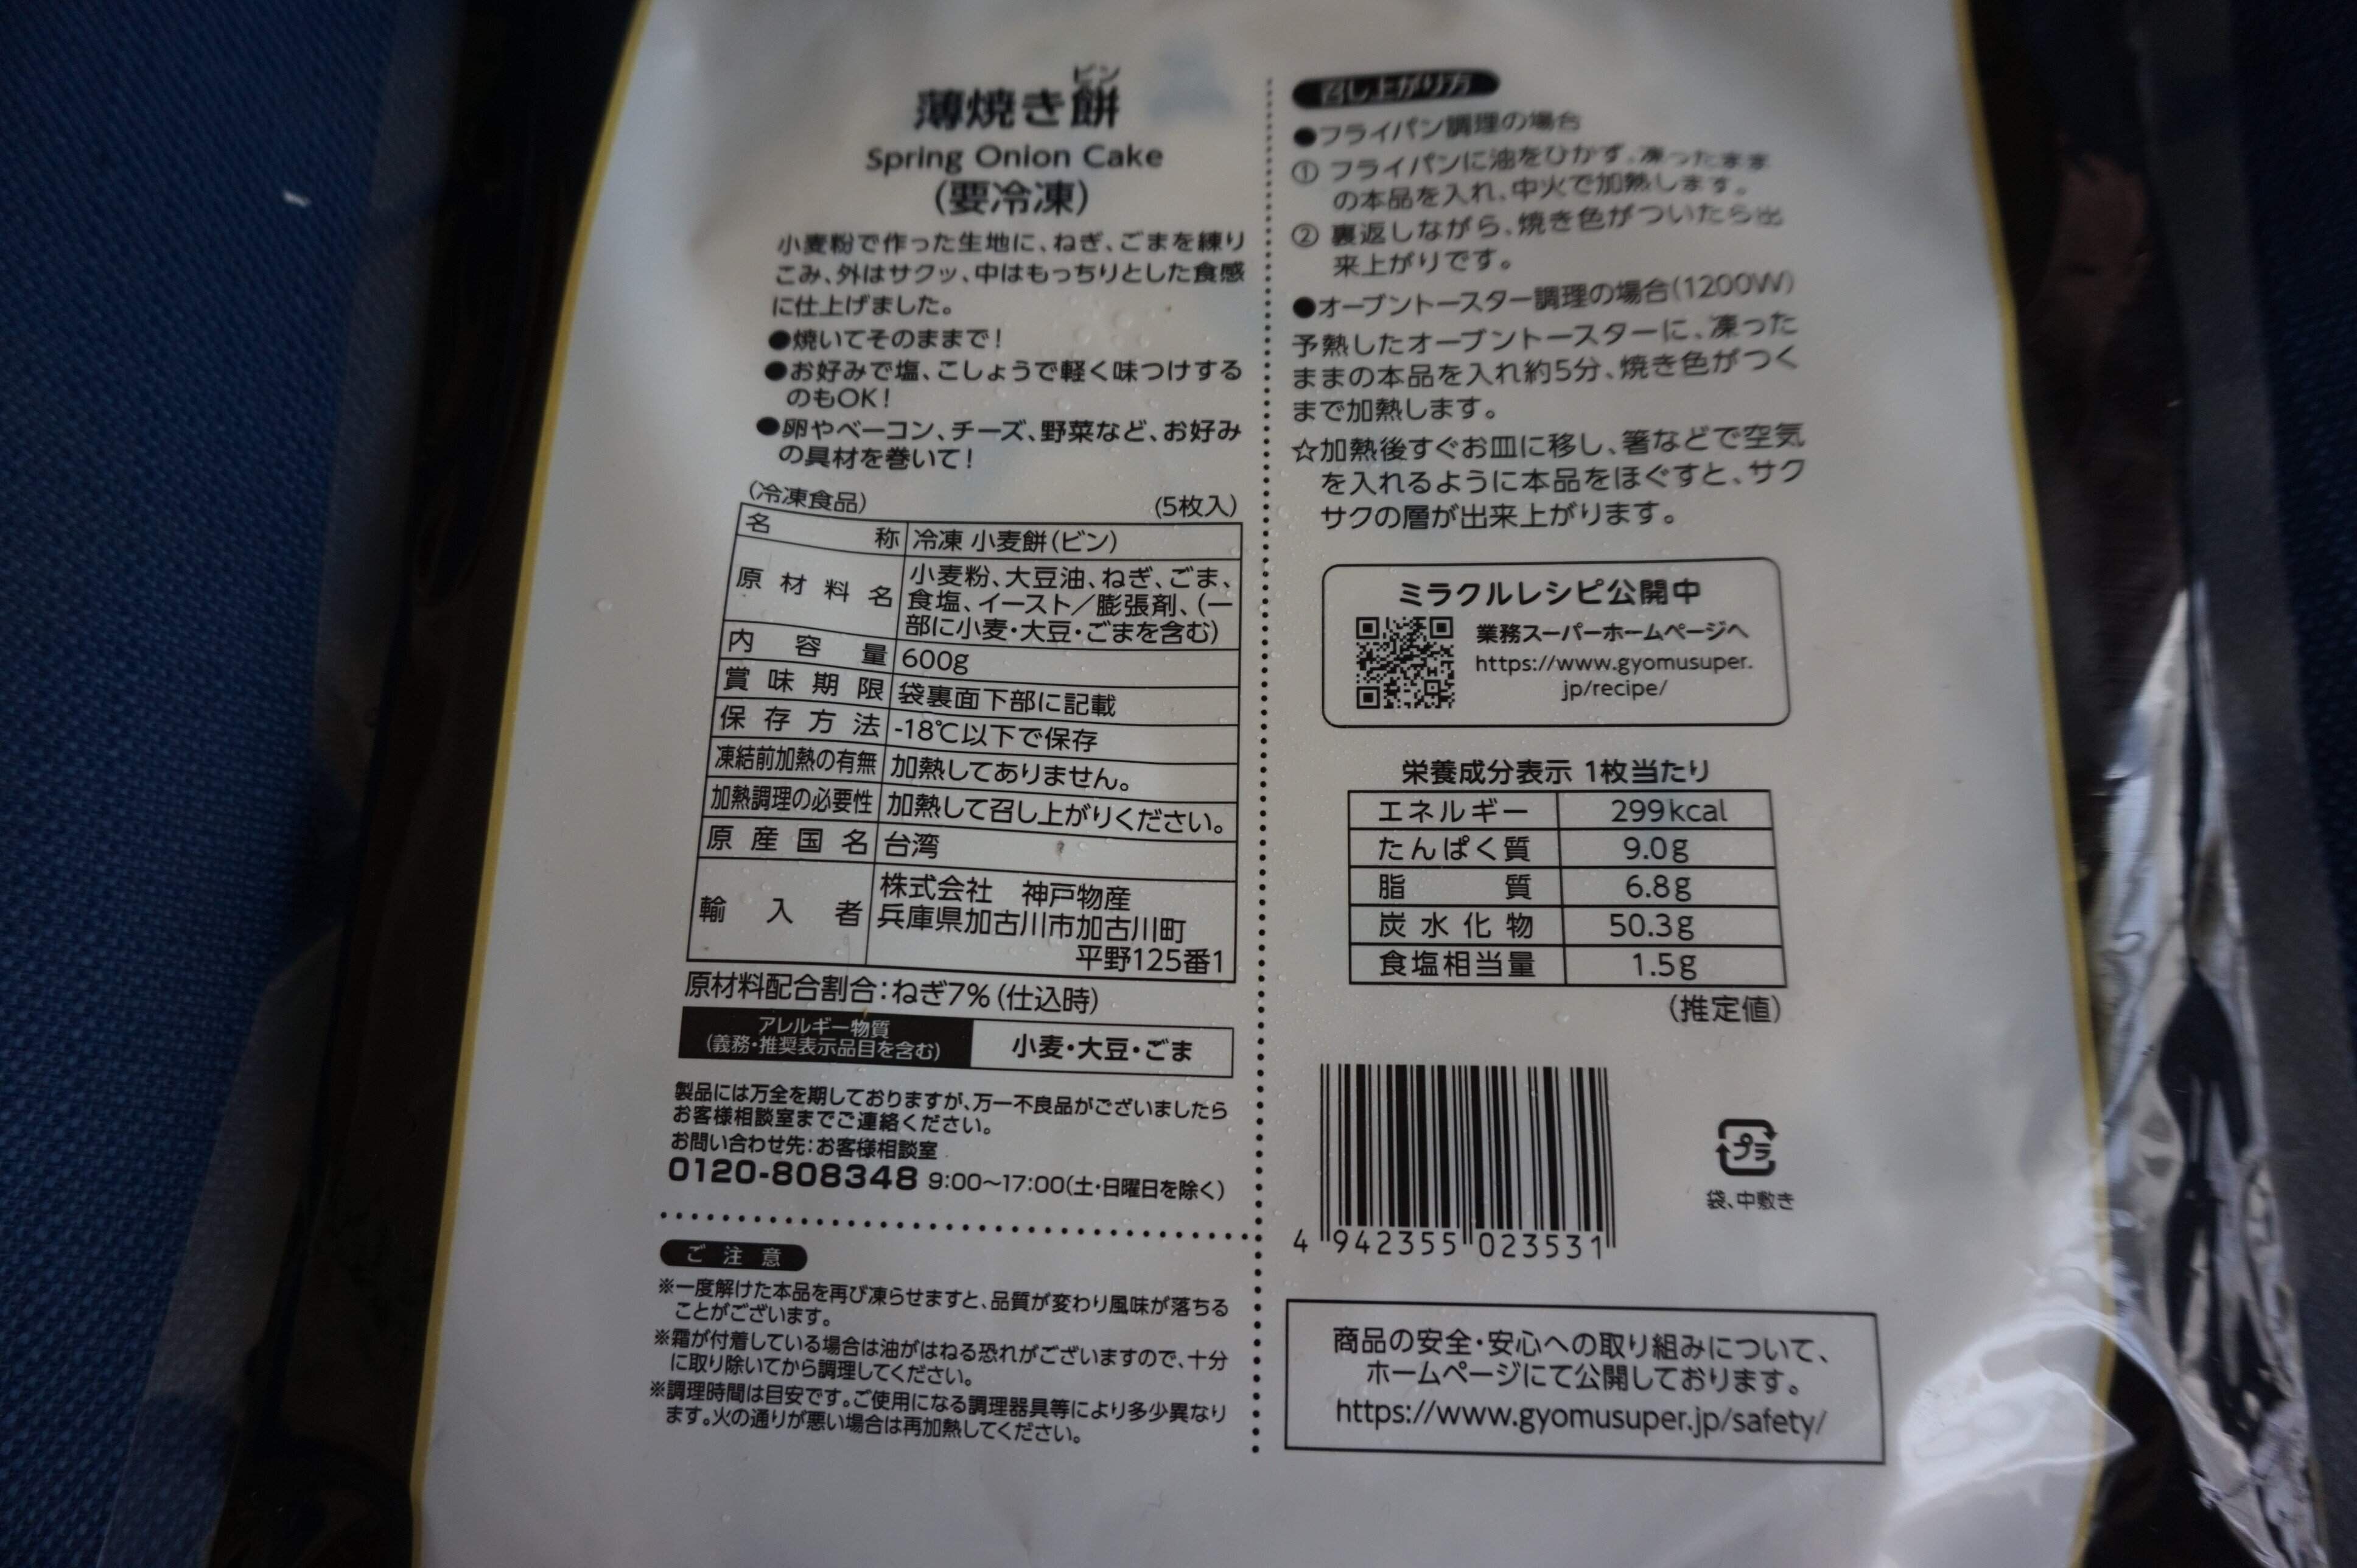 ビン
薄焼き餅
Spring Onion Cake
(要冷凍)
小麦粉で作った生地に、ねぎ、ごまを練り
こみ、外はサクッ、中はもっちりとした食感
に仕上げました。
●焼いてそのままで!
●お好みで塩、こしょうで軽く味つけする
のもOK!
●卵やベーコン、チーズ、野菜など、お好み
の具材を巻いて!
(冷凍食品) (5枚入)
名称 冷凍 小麦餅(ビン)
原材料名 小麦粉、大豆油、ねぎ、ごま、
食塩、イースト/膨張剤、(一
部に小麦・大豆・ごまを含む)
内容量 600g
賞味期限 袋裏面下部に記載
保存方法 -18℃以下で保存
凍結前加熱の有無 加熱してありません。
加熱調理の必要性 加熱して召し上がりください。
原産国名 台湾
輸入者 株式会社 神戸物産
兵庫県加古川市加古川町
平野125番1
原材料配合割合:ねぎ7%(仕込時)
アレルギー物質
(義務・推奨表示品目を含む) 小麦・大豆・ごま
製品には万全を期しておりますが、万一不良品がございましたら
お客様相談室までご連絡ください。
お問い合わせ先:お客様相談室
0120-808348 9:00~17:00(土・日曜日を除く)
ご注意
※一度解けた本品を再び凍らせますと、品質が変わり風味が落ちる
ことがございます。
※霜が付着している場合は油がはねる恐れがございますので、十分
に取り除いてから調理してください。
※調理時間は目安です。ご使用になる調理器具等により多少異なり
ます。火の通りが悪い場合は再加熱してください。
召し上がり方
●フライパン調理の場合
① フライパンに油をひかず、凍ったまま
の本品を入れ、中火で加熱します。
② 裏返しながら、焼き色がついたら出
来上がりです。
●オーブントースター調理の場合(1200W)
予熱したオーブントースターに、凍った
ままの本品を入れ約5分、焼き色がつく
まで加熱します。
☆加熱後すぐお皿に移し、箸などで空気
を入れるように本品をほぐすと、サク
サクの層が出来上がります。
ミラクルレシピ公開中
業務スーパーホームページへ
https://www.gyomusuper.
jp/recipe/
栄養成分表示 1枚当たり
エネルギー 299kcal
たんぱく質 9.0g
脂質 6.8g
炭水化物 50.3g
食塩相当量 1.5g
(推定値)
4 942355 023531
プラ
袋、中敷き
商品の安全・安心への取り組みについて、
ホームページにて公開しております。
https://www.gyomusuper.jp/safety/